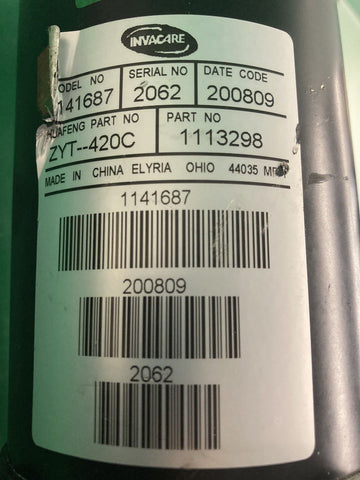 INVACARE
MODEL NO SERIAL NO DATE CODE
1141687 2062 200809
HUAFENG PART NO PART NO
ZYT--420C 1113298
MADE IN CHINA ELYRIA OHIO 44035
1141687
200809
2062